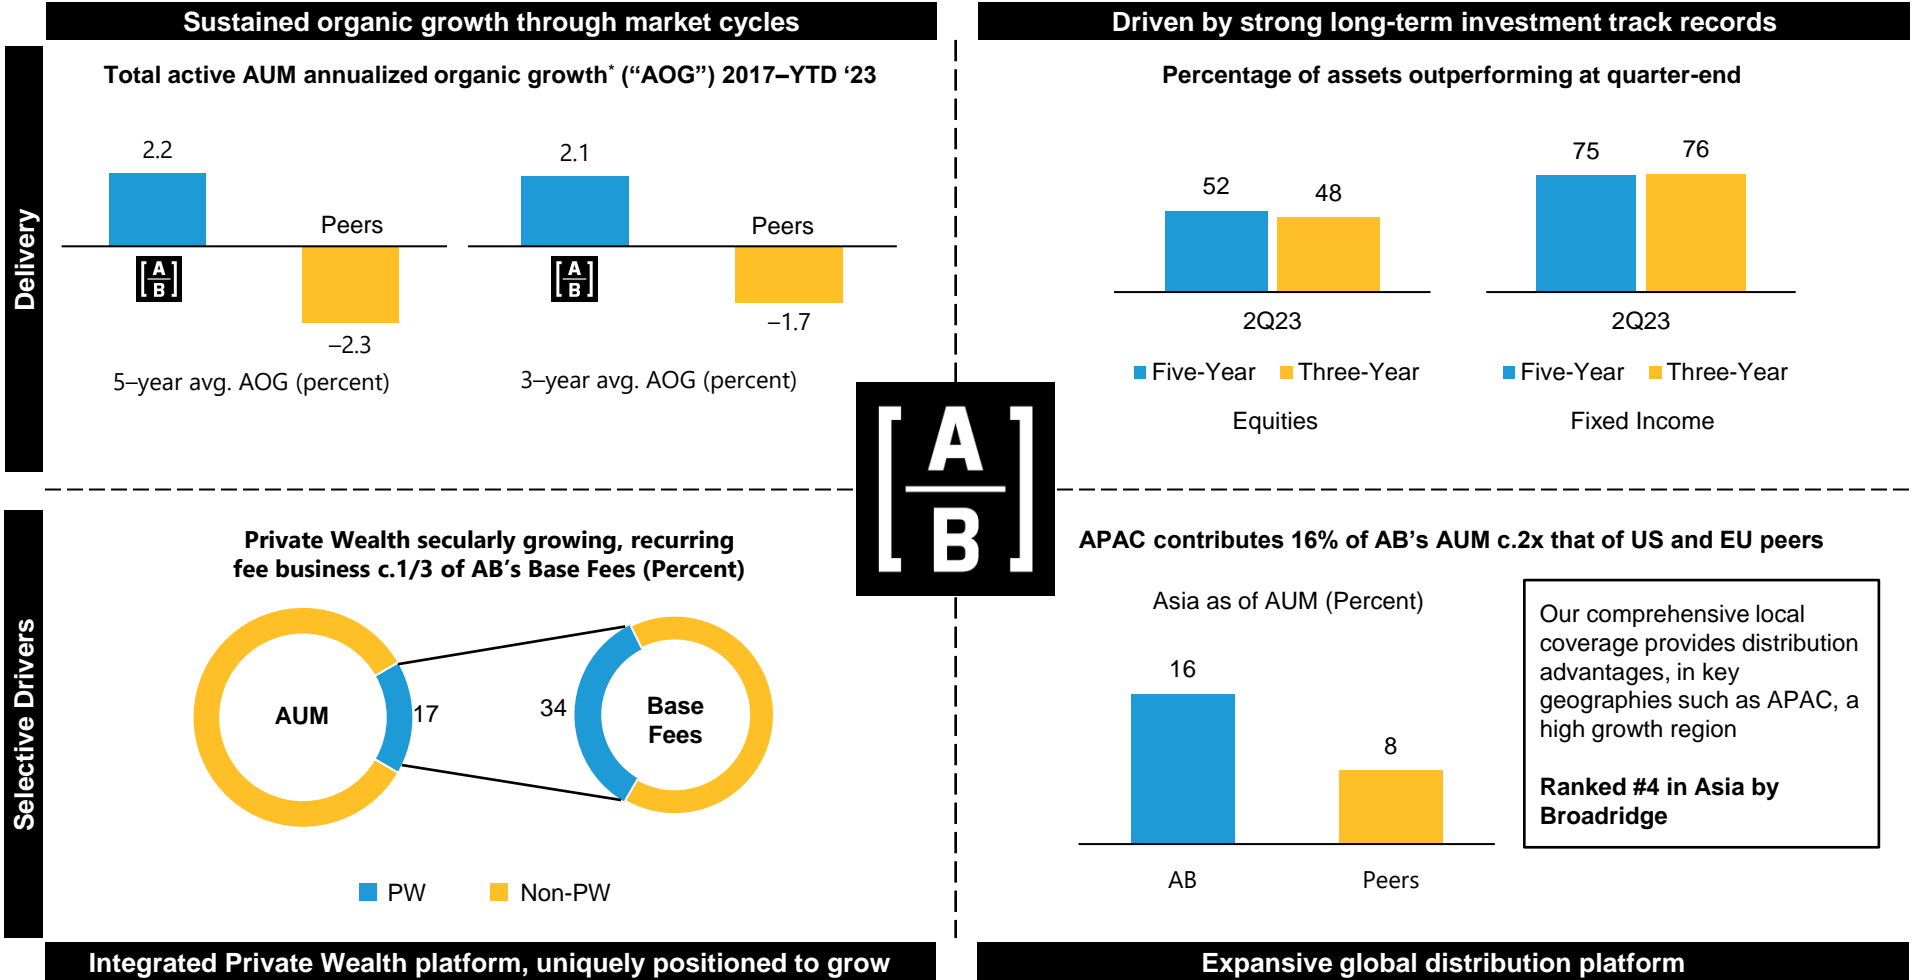 Sustained organic growth through market cycles
Driven by strong long-term investment track records
Delivery
Total active AUM annualized organic growth* (“AOG”) 2017–YTD ‘23
2.2
Peers
[A/B]
–2.3
5–year avg. AOG (percent)
2.1
Peers
[A/B]
–1.7
3–year avg. AOG (percent)
Percentage of assets outperforming at quarter-end
52
48
2Q23
Five-Year Three-Year
Equities
75
76
2Q23
Five-Year Three-Year
Fixed Income
[A/B]
Selective Drivers
Private Wealth secularly growing, recurring
fee business c.1/3 of AB’s Base Fees (Percent)
AUM
17
34
Base
Fees
PW Non-PW
APAC contributes 16% of AB’s AUM c.2x that of US and EU peers
Asia as of AUM (Percent)
16
8
AB
Peers
Our comprehensive local
coverage provides distribution
advantages, in key
geographies such as APAC, a
high growth region
Ranked #4 in Asia by
Broadridge
Integrated Private Wealth platform, uniquely positioned to grow
Expansive global distribution platform